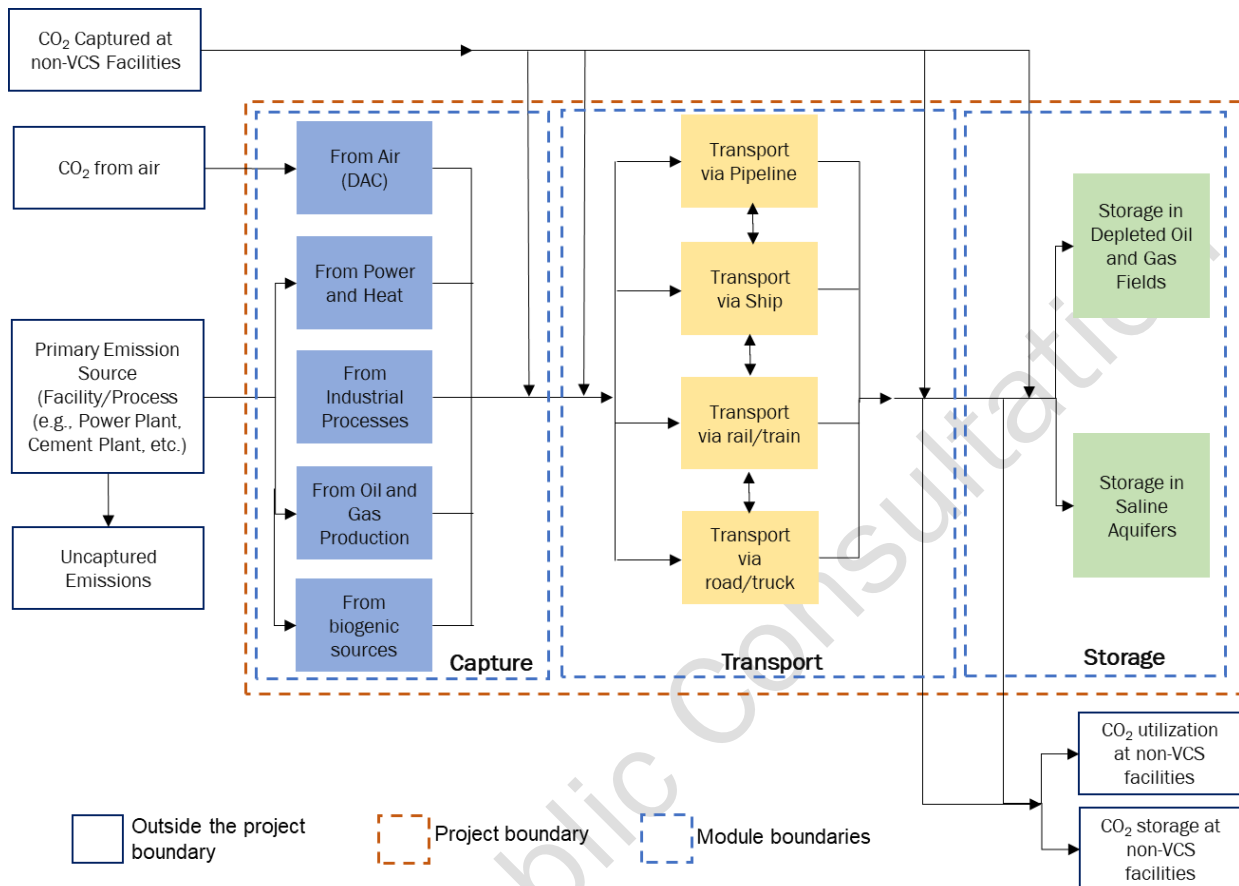 CO2 Captured at
non-VCS Facilities
CO2 from air
Primary Emission
Source
(Facility/Process
(e.g., Power Plant,
Cement Plant, etc.)
Uncaptured
Emissions
From Air
(DAC)
From Power
and Heat
From
Industrial
Processes
From Oil and
Gas
Production
From
biogenic
sources
Capture
Transport
via Pipeline
Transport
via Ship
Transport
via rail/train
Transport
via
road/truck
Transport
Storage in
Depleted Oil
and Gas
Fields
Storage in
Saline
Aquifers
Storage
CO2 utilization
at non-VCS
facilities
CO2 storage at
non-VCS
facilities
Outside the project
boundary
Project boundary
Module boundaries
Consultation